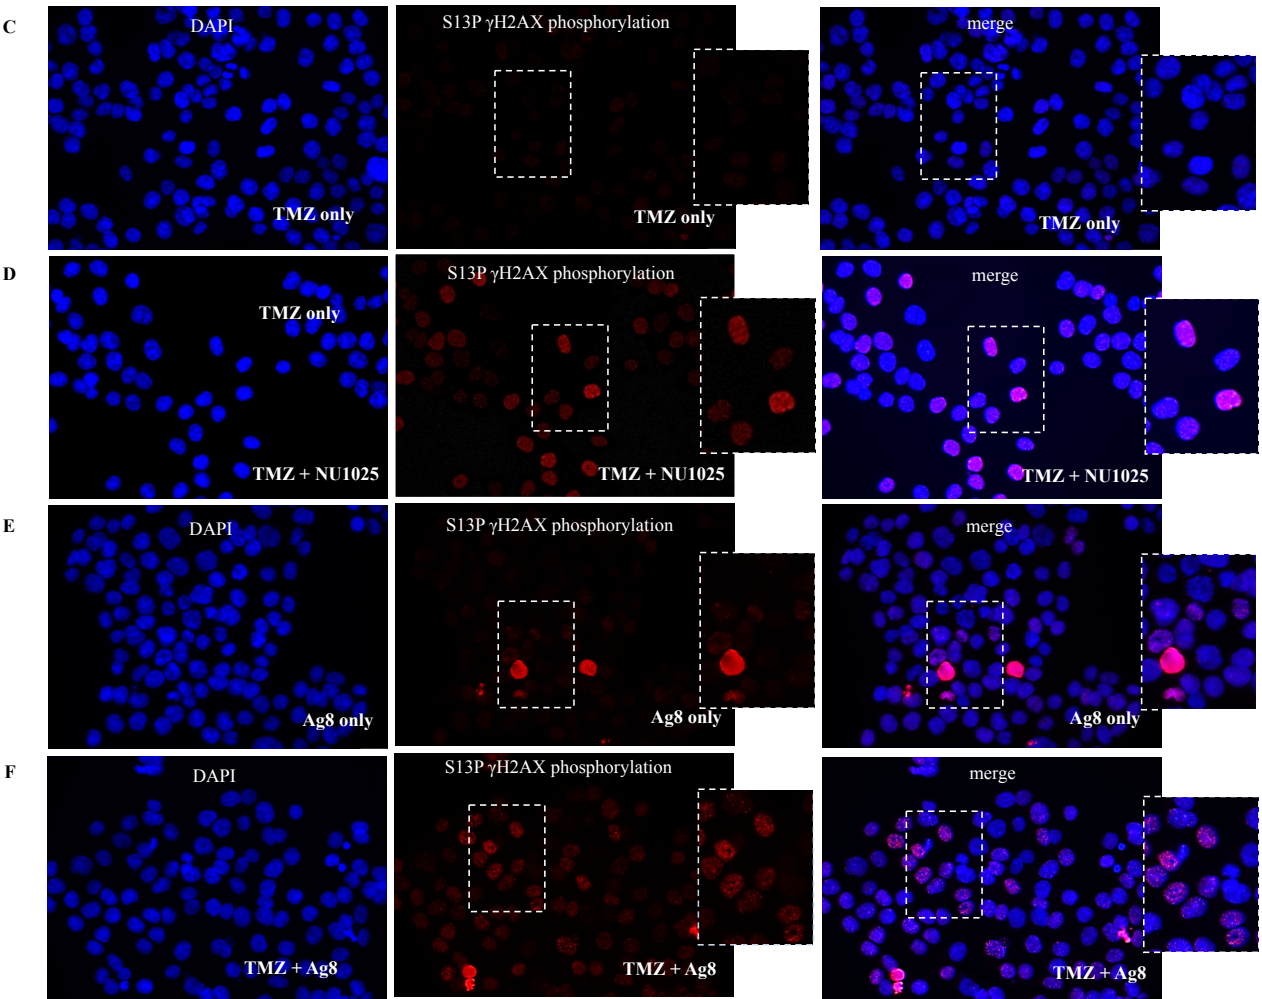 C
DAPI
S13P γH2AX phosphorylation
merge
TMZ only
TMZ only
TMZ only
D
TMZ only
S13P γH2AX phosphorylation
merge
TMZ + NU1025
TMZ + NU1025
TMZ + NU1025
E
DAPI
S13P γH2AX phosphorylation
merge
Ag8 only
Ag8 only
Ag8 only
F
DAPI
S13P γH2AX phosphorylation
merge
TMZ + Ag8
TMZ + Ag8
TMZ + Ag8